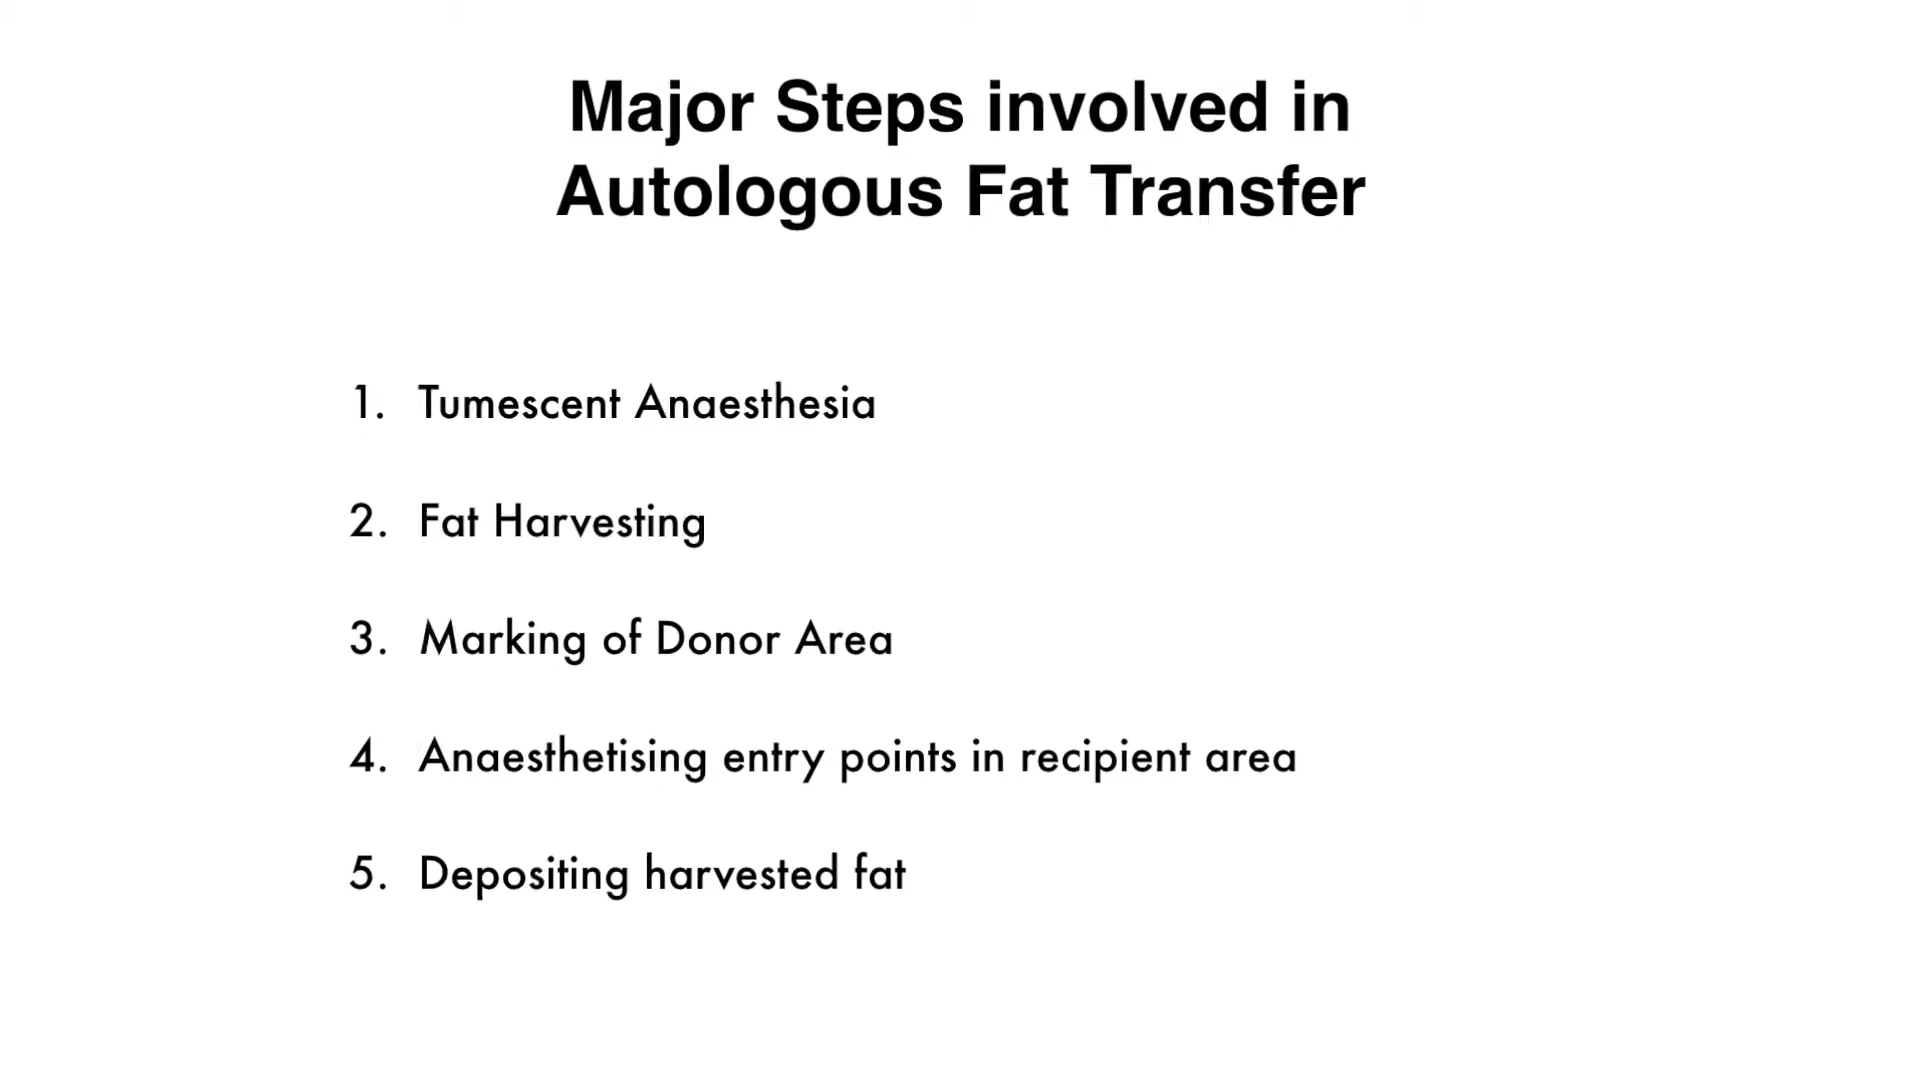 Major Steps involved in
Autologous Fat Transfer
1. Tumescent Anaesthesia
2. Fat Harvesting
3. Marking of Donor Area
4. Anaesthetising entry points in recipient area
5. Depositing harvested fat